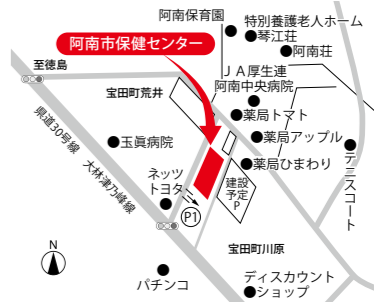 阿南保育園
特別養護老人ホーム
琴江荘
阿南荘
阿南市保健センター
至徳島
JA厚生連
阿南中央病院
宝田町荒井
薬局トマト
県道30号線
玉眞病院
薬局アップル
大林津乃峰線
ネッツ
トヨタ
薬局ひまわり
テニスコート
建設
予定
P
P1
N
宝田町川原
パチンコ
ディスカウント
ショップ